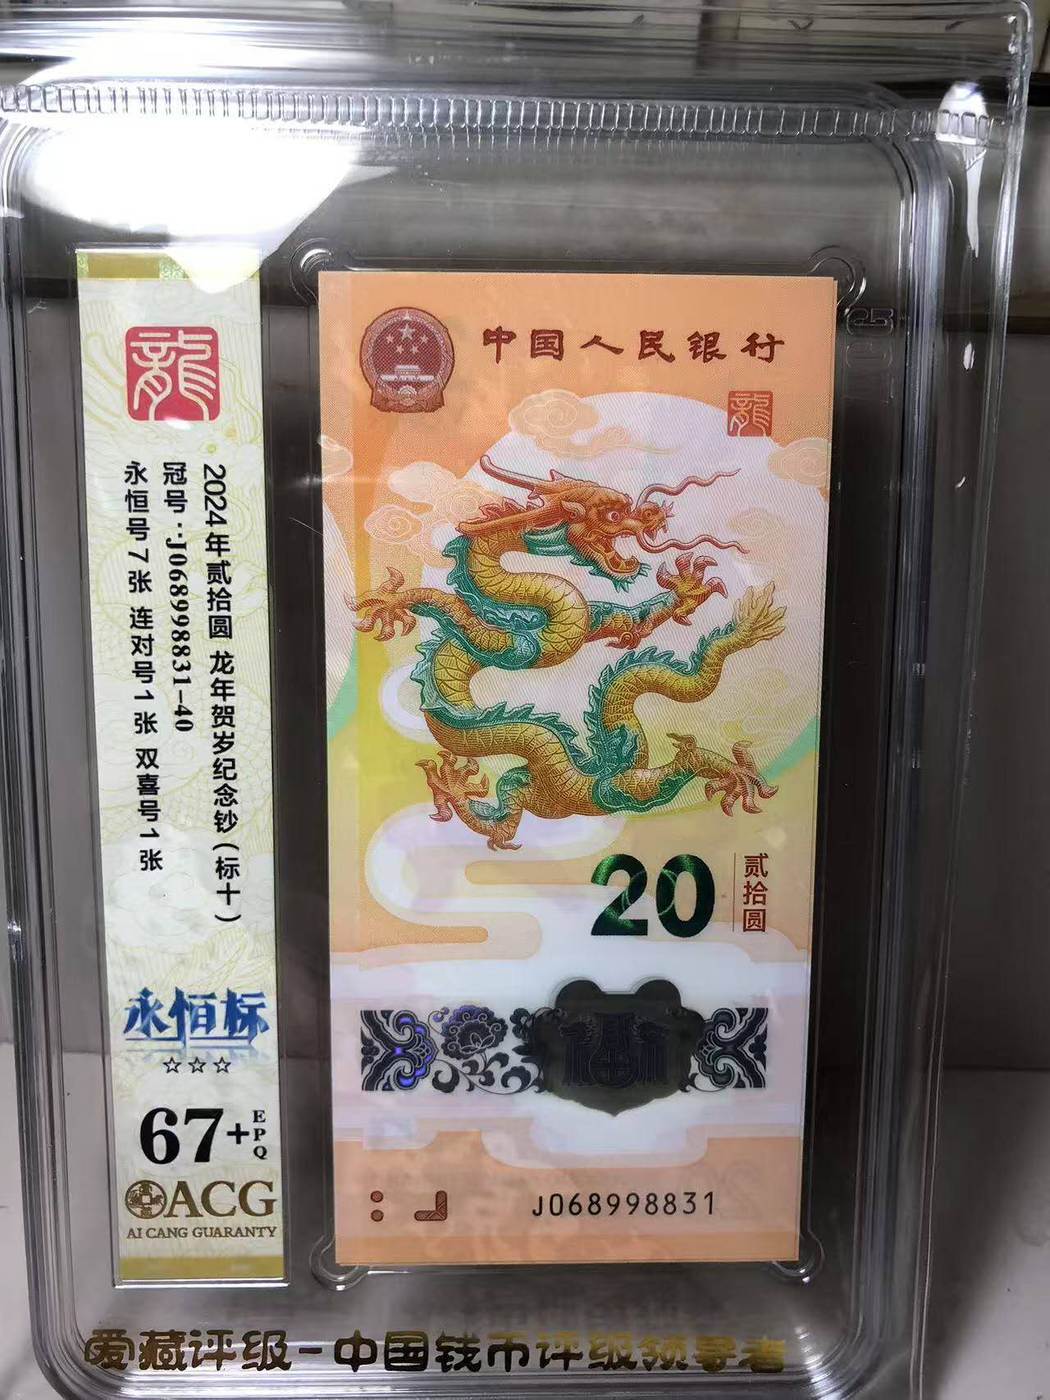 龍
2024年贰拾圆 龙年贺岁纪念钞(标十)
冠号:J068998831-40
永恒号7张 连对号1张 双喜号1张
永恒标
☆☆☆
67+EPQ
ACG
AI CANG GUARANTY
中国人民银行
龍
20
贰拾圆
J068998831
爱藏评级-中国钱币评级领导者